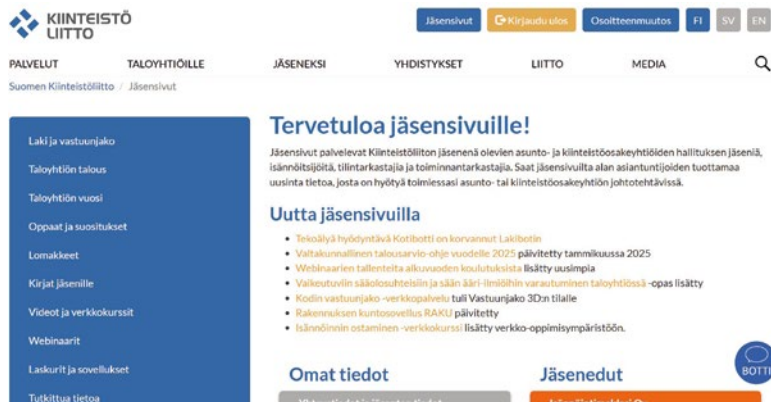 KIINTEISTÖ
LIITTO
Jäsensivut
Kirjaudu ulos
Osoitteenmuutos
FI
SV
EN
PALVELUT
TALOYHTIÖILLE
JÄSENEKSI
YHDISTYKSET
LIITTO
MEDIA
Suomen Kiinteistöliitto / Jäsensivut
Laki ja vastuunjako
Taloyhtiön talous
Taloyhtiön vuosi
Oppaat ja suositukset
Lomakkeet
Kirjat jäsenille
Videot ja verkkokurssit
Webinaarit
Laskurit ja sovellukset
Tutkittua tietoa
Tervetuloa jäsensivuille!
Jäsensivut palvelevat Kiinteistöliiton jäsenenä olevien asunto- ja kiinteistöosakeyhtiöiden hallituksen jäseniä,
isännöitsijöitä, tilintarkastajia ja toiminnantarkastajia. Saat jäsensivuilta alan asiantuntijoiden tuottamaa
uusinta tietoa, josta on hyötyä toimiessasi asunto- tai kiinteistöosakeyhtiön johtotehtävissä.
Uutta jäsensivuilla
• Tekoälyä hyödyntävä Kotibotti on korvannut Lakibotin
• Valtakunnallinen talousarvio-ohje vuodelle 2025 päivitetty tammikuussa 2025
• Webinaarien tallenteita alkuvuoden koulutuksista lisätty uusimpia
• Vaikeutuviin sääolosuhteisiin ja sään ääri-ilmiöihin varautuminen taloyhtiössä -opas lisätty
• Kodin vastuunjako -verkkopalvelu tuli Vastuunjako 3D:n tilalle
• Rakennuksen kuntosovellus RAKU päivitetty
• Isännöinnin ostaminen -verkkokurssi lisätty verkko-oppimisympäristöön.
Omat tiedot
Jäsenedut
BOTTI